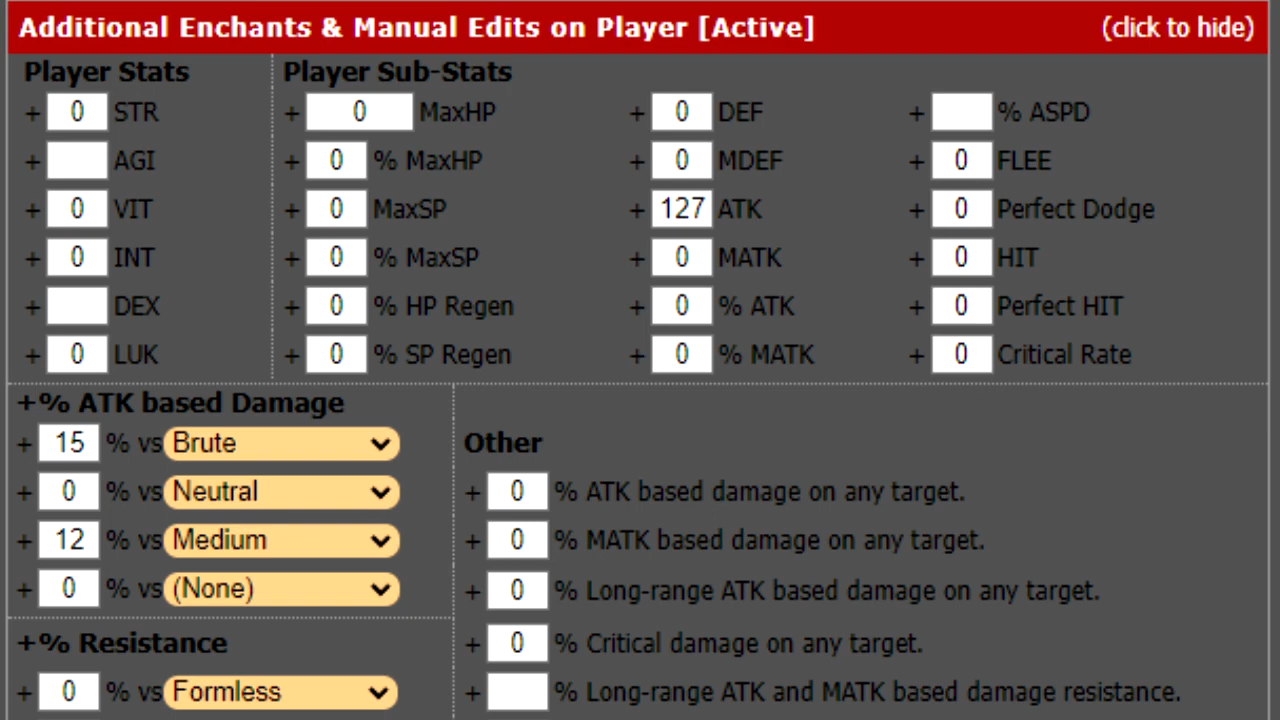 Additional Enchants & Manual Edits on Player [Active] (click to hide)
Player Stats Player Sub-Stats
+ 0 STR + 0 MaxHP + 0 DEF + % ASPD
+ AGI + 0 % MaxHP + 0 MDEF + 0 FLEE
+ 0 VIT + 0 MaxSP + 127 ATK + 0 Perfect Dodge
+ 0 INT + 0 % MaxSP + 0 MATK + 0 HIT
+ DEX + 0 % HP Regen + 0 % ATK + 0 Perfect HIT
+ 0 LUK + 0 % SP Regen + 0 % MATK + 0 Critical Rate
+% ATK based Damage
+ 15 % vs Brute
+ 0 % vs Neutral
+ 12 % vs Medium
+ 0 % vs (None)
+% Resistance
+ 0 % vs Formless
Other
+ 0 % ATK based damage on any target.
+ 0 % MATK based damage on any target.
+ 0 % Long-range ATK based damage on any target.
+ 0 % Critical damage on any target.
+ % Long-range ATK and MATK based damage resistance.